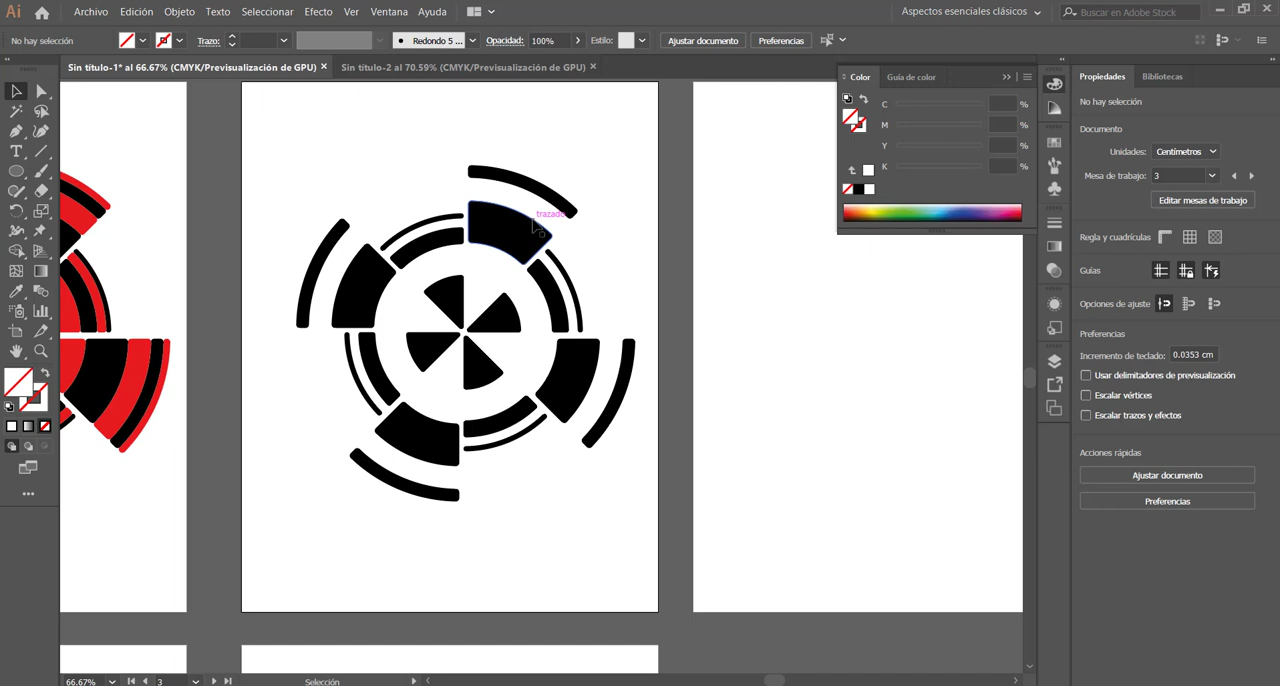 Ai Archivo Edición Objeto Texto Seleccionar Efecto Ver Ventana Ayuda Aspectos esenciales clásicos Buscar en Adobe Stock
No hay selección Trazo: Redondo 5 ... Opacidad: 100% Estilo: Ajustar documento Preferencias
Sin título-1* al 66.67% (CMYK/Previsualización de GPU) × Sin título-2 al 70.59% (CMYK/Previsualización de GPU) ×
Color Guía de color
C %
M %
Y %
K %
trazado
Propiedades Bibliotecas
No hay selección
Documento
Unidades: Centímetros
Mesa de trabajo: 3
Editar mesas de trabajo
Regla y cuadrículas
Guías
Opciones de ajuste
Preferencias
Incremento de teclado: 0.0353 cm
Usar delimitadores de previsualización
Escalar vértices
Escalar trazos y efectos
Acciones rápidas
Ajustar documento
Preferencias
66.67% 3 Selección